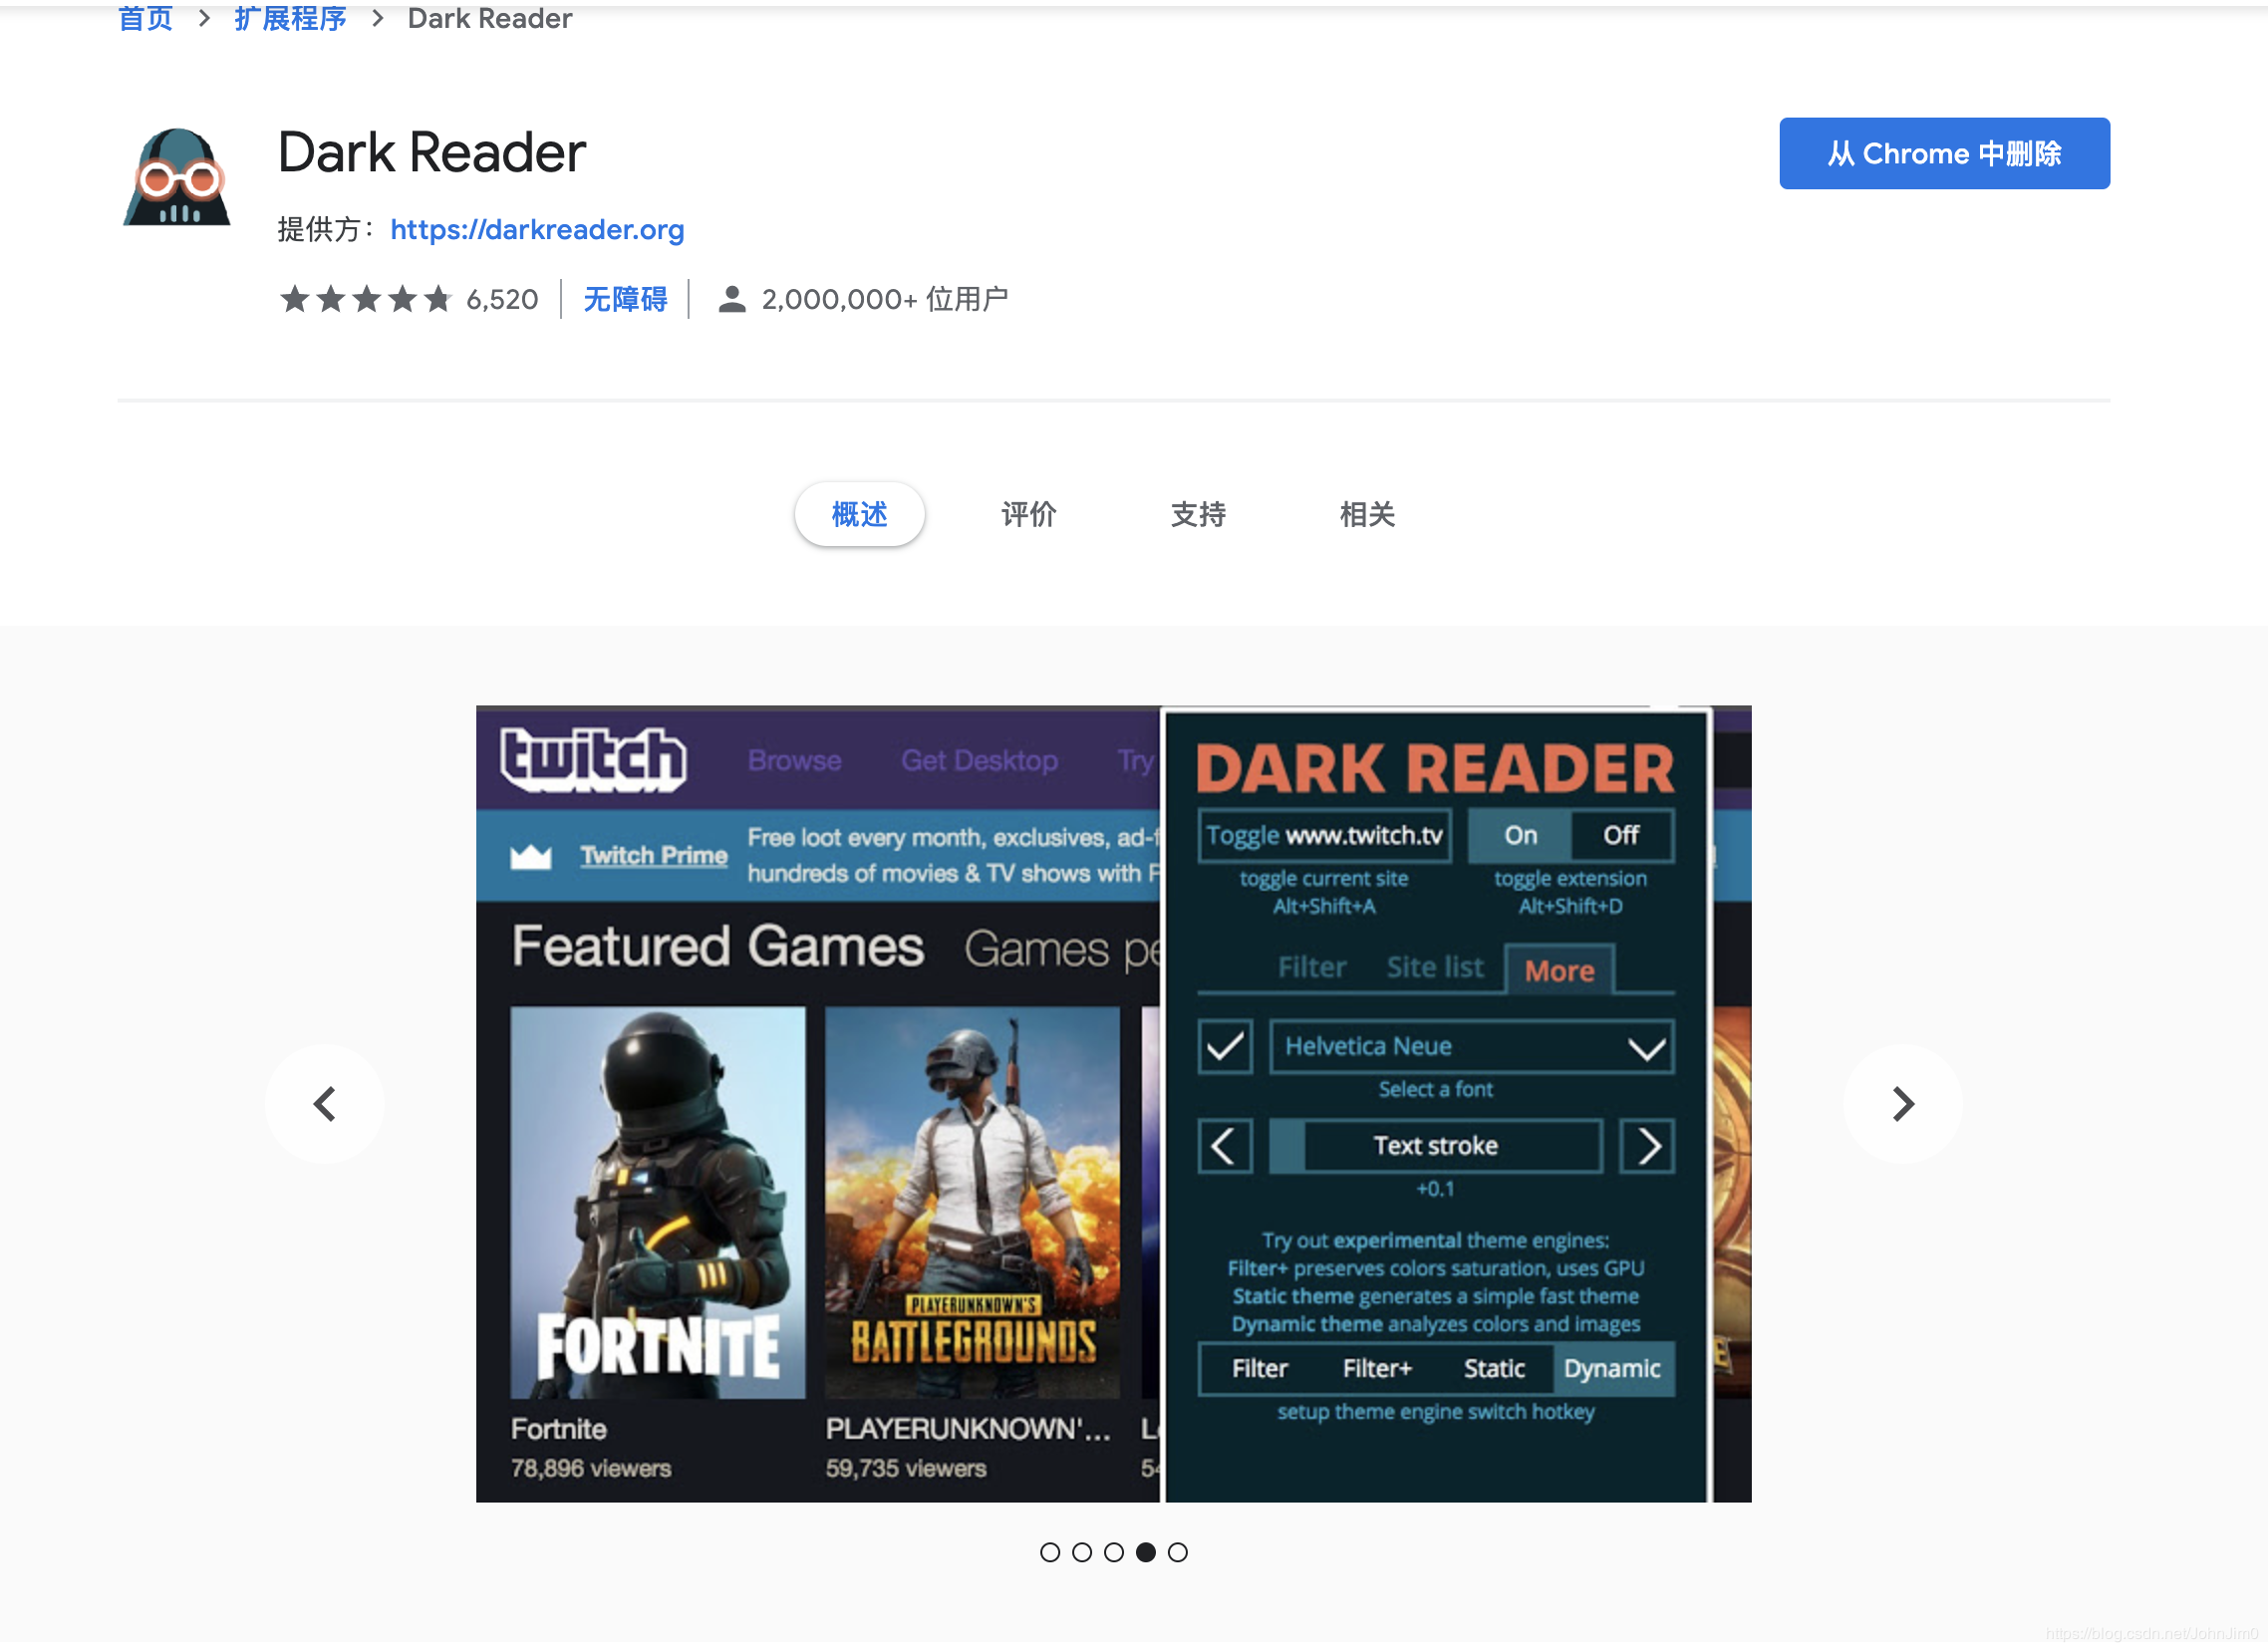 首页 > 扩展程序 > Dark Reader
Dark Reader
从 Chrome 中删除
提供方： https://darkreader.org
6,520 | 无障碍 | 2,000,000+ 位用户
概述 评价 支持 相关
twitch Browse Get Desktop Try
Twitch Prime
Free loot every month, exclusives, ad-f
hundreds of movies & TV shows with P
Featured Games Games pe
FORTNITE
PLAYERUNKNOWN'S
BATTLEGROUNDS
Fortnite
78,896 viewers
PLAYERUNKNOWN'...
59,735 viewers
54
DARK READER
Toggle www.twitch.tv On Off
toggle current site toggle extension
Alt+Shift+A Alt+Shift+D
Filter Site list More
Helvetica Neue
Select a font
Text stroke
+0.1
Try out experimental theme engines:
Filter+ preserves colors saturation, uses GPU
Static theme generates a simple fast theme
Dynamic theme analyzes colors and images
Filter Filter+ Static Dynamic
setup theme engine switch hotkey
https://blog.csdn.net/JohnJim0